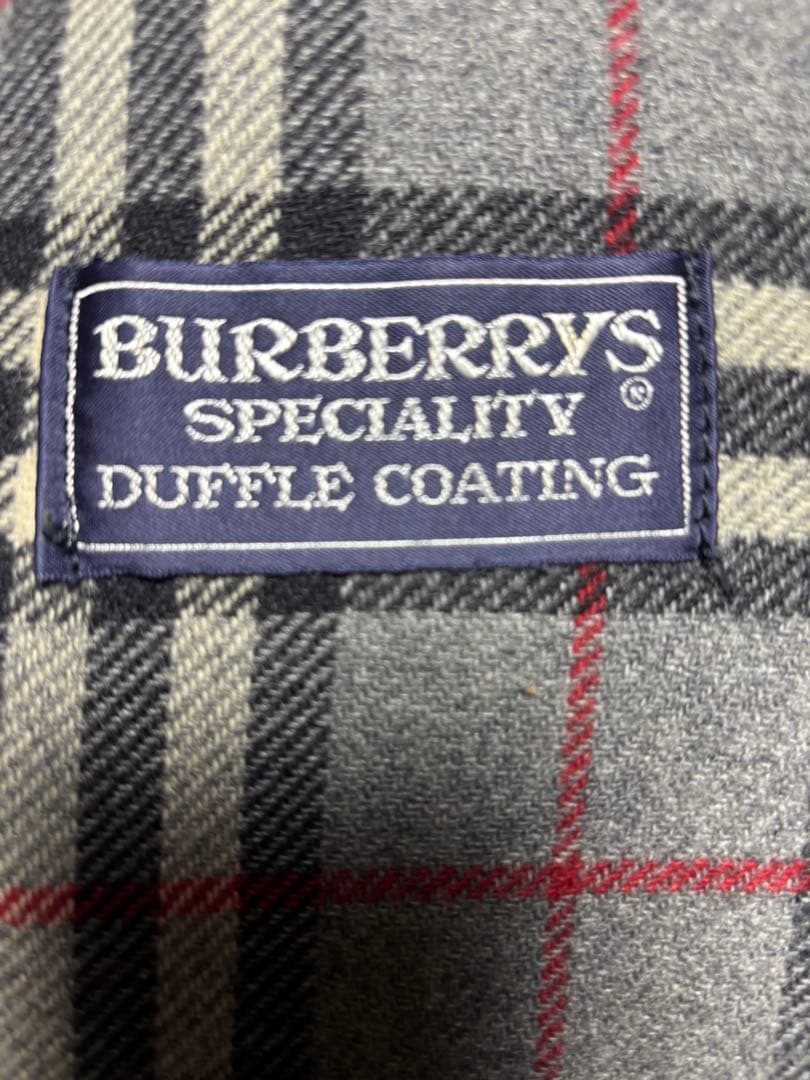 BURBERRYS
SPECIALITY ®
DUFFLE COATING